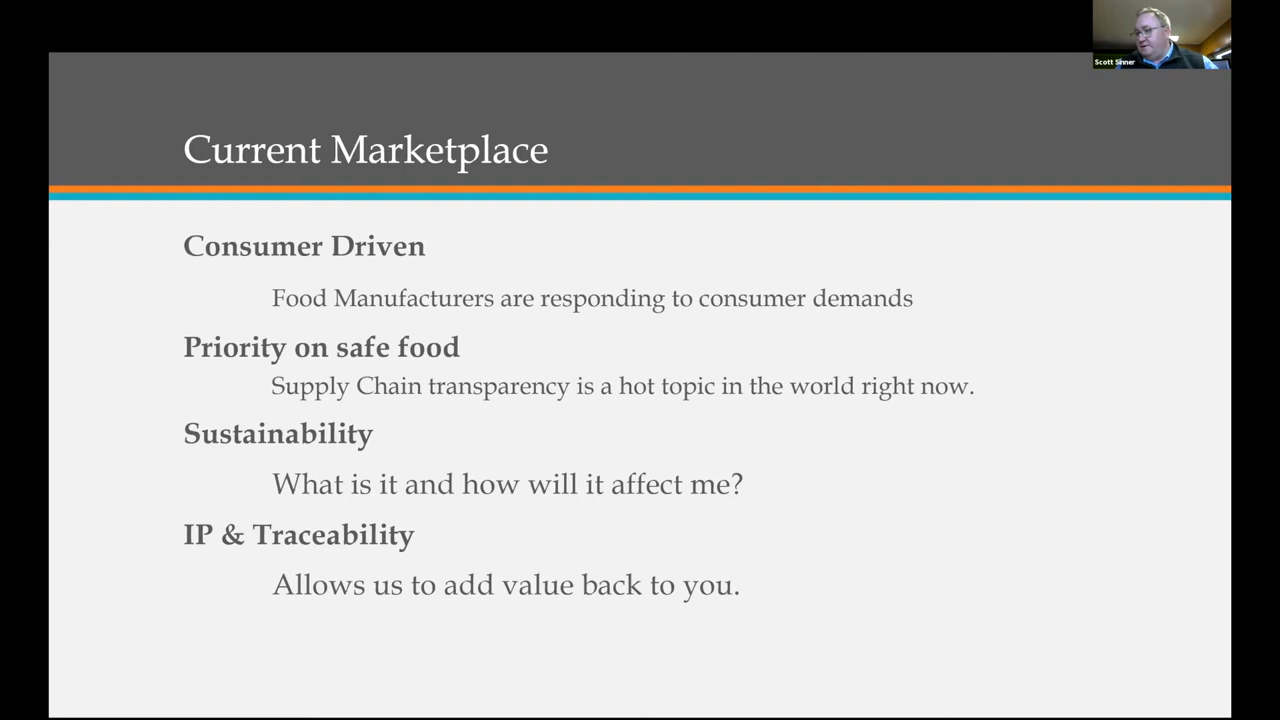 Scott Sinner
Current Marketplace
Consumer Driven
Food Manufacturers are responding to consumer demands
Priority on safe food
Supply Chain transparency is a hot topic in the world right now.
Sustainability
What is it and how will it affect me?
IP & Traceability
Allows us to add value back to you.